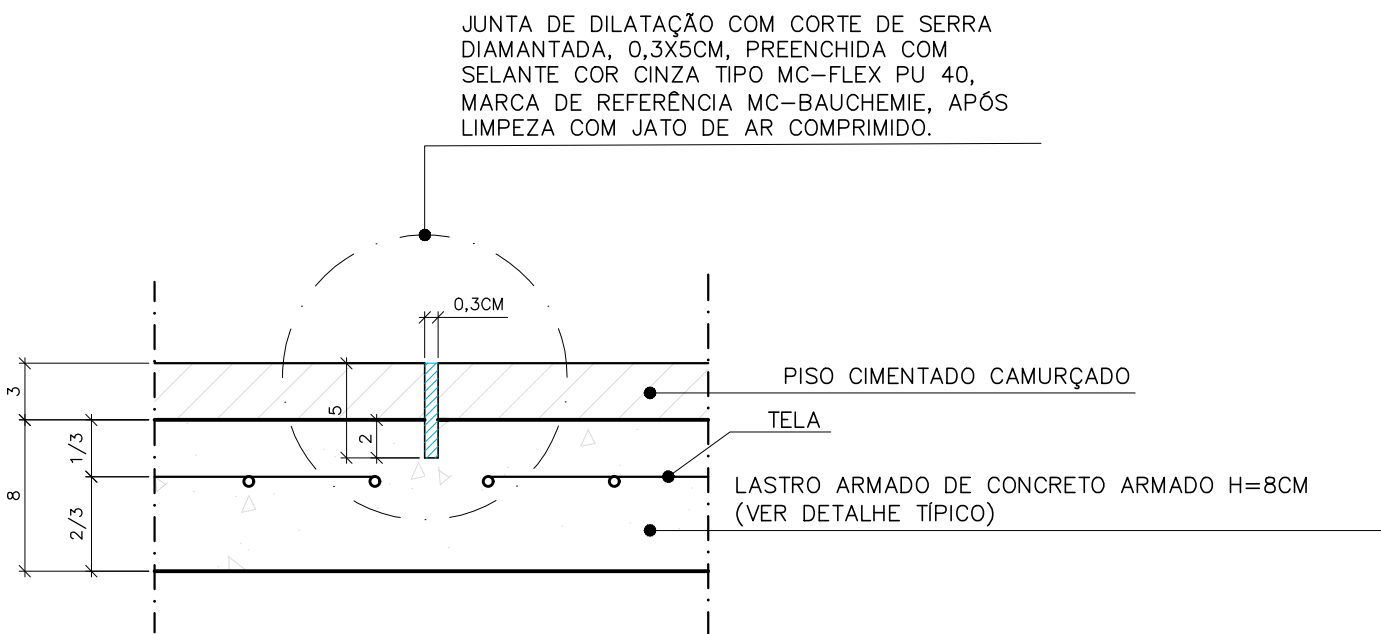 JUNTA DE DILATAÇÃO COM CORTE DE SERRA
DIAMANTADA, 0,3X5CM, PREENCHIDA COM
SELANTE COR CINZA TIPO MC-FLEX PU 40,
MARCA DE REFERÊNCIA MC-BAUCHEMIE, APÓS
LIMPEZA COM JATO DE AR COMPRIMIDO.
0,3CM
3
5
PISO CIMENTADO CAMURÇADO
2
TELA
1/3
8
2/3
LASTRO ARMADO DE CONCRETO ARMADO H=8CM
(VER DETALHE TÍPICO)